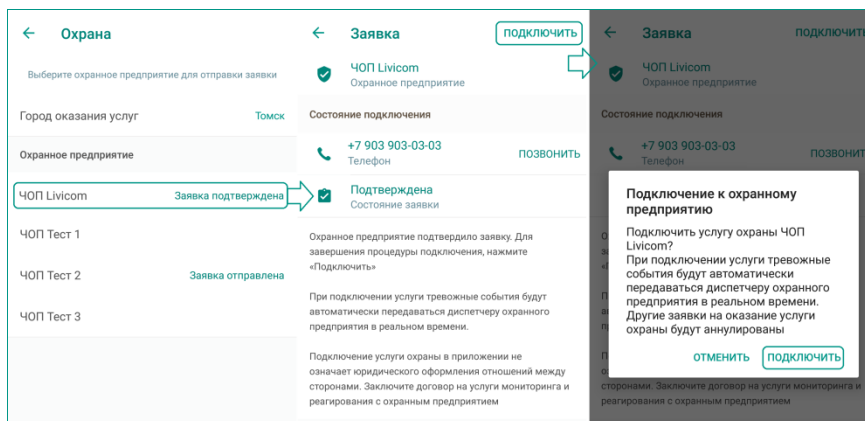 Охрана
Выберите охранное предприятие для отправки заявки
Город оказания услуг Томск
Охранное предприятие
ЧОП Livicom Заявка подтверждена
ЧОП Тест 1
ЧОП Тест 2 Заявка отправлена
ЧОП Тест 3
Заявка ПОДКЛЮЧИТЬ
ЧОП Livicom
Охранное предприятие
Состояние подключения
+7 903 903-03-03
Телефон
ПОЗВОНИТЬ
Подтверждена
Состояние заявки
Охранное предприятие подтвердило заявку. Для
завершения процедуры подключения, нажмите
«Подключить»
При подключении услуги тревожные события будут
автоматически передаваться диспетчеру охранного
предприятия в реальном времени.
Подключение услуги охраны в приложении не
означает юридического оформления отношений между
сторонами. Заключите договор на услуги мониторинга и
реагирования с охранным предприятием
Заявка ПОДКЛЮЧИТЬ
ЧОП Livicom
Охранное предприятие
Состояние подключения
+7 903 903-03-03
Телефон
ПОЗВОНИТ
Подключение к охранному
предприятию
Подключить услугу охраны ЧОП
Livicom?
При подключении услуги тревожные
события будут автоматически
передаваться диспетчеру охранного
предприятия в реальном времени.
Другие заявки на оказание услуги
охраны будут аннулированы
ОТМЕНИТЬ ПОДКЛЮЧИТЬ
сторонами. Заключите договор на услуги мониторинга и
реагирования с охранным предприятием